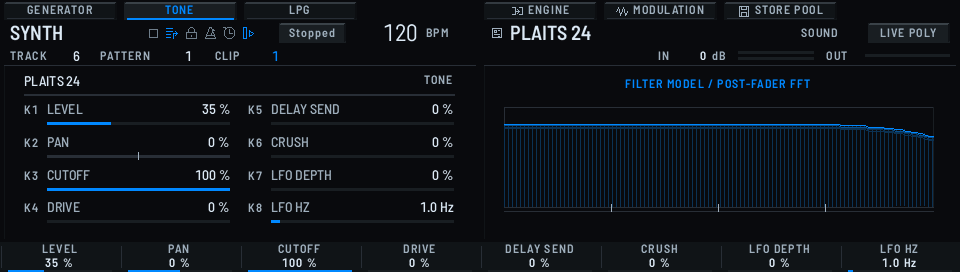 GENERATOR TONE LPG ENGINE MODULATION STORE POOL
SYNTH Stopped 120 BPM PLAITS 24 SOUND LIVE POLY
TRACK 6 PATTERN 1 CLIP 1 IN 0 dB OUT
PLAITS 24 TONE
FILTER MODEL / POST-FADER FFT
K1 LEVEL 35 % K5 DELAY SEND 0 %
K2 PAN 0 % K6 CRUSH 0 %
K3 CUTOFF 100 % K7 LFO DEPTH 0 %
K4 DRIVE 0 % K8 LFO HZ 1.0 Hz
LEVEL PAN CUTOFF DRIVE DELAY SEND CRUSH LFO DEPTH LFO HZ
35 % 0 % 100 % 0 % 0 % 0 % 0 % 1.0 Hz